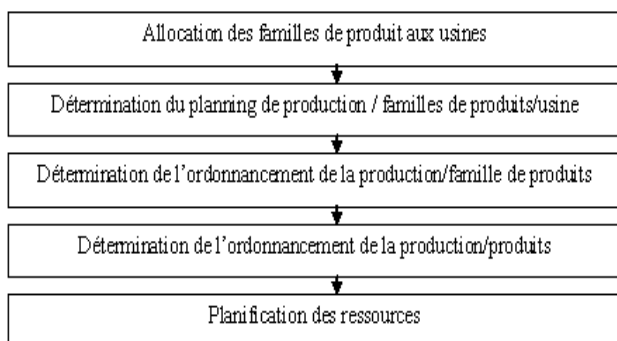 Allocation des familles de produit aux usines
Détermination du planning de production / familles de produits/usine
Détermination de l'ordonnancement de la production/famille de produits
Détermination de l'ordonnancement de la production/produits
Planification des ressources